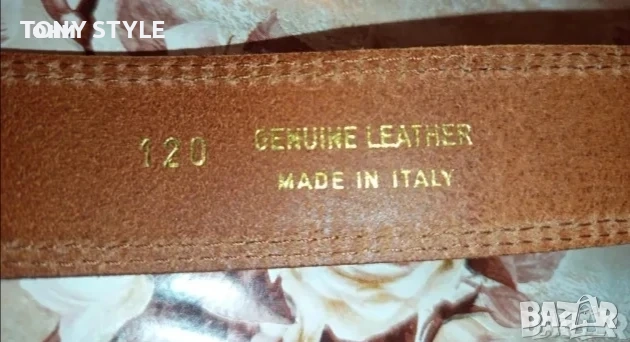 TONY STYLE
120 GENUINE LEATHER
MADE IN ITALY
BAZAR